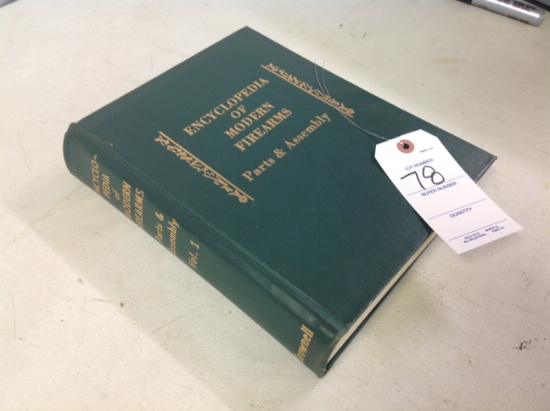 ENCYCLOPEDIA
OF
MODERN
FIREARMS
Parts & Assembly
ENCYCLO-
PEDIA
of
MODERN
FIREARMS
Parts &
Assembly
Vol. 1
Brownell
LOT NUMBER
78
BUYER NUMBER
QUANTITY